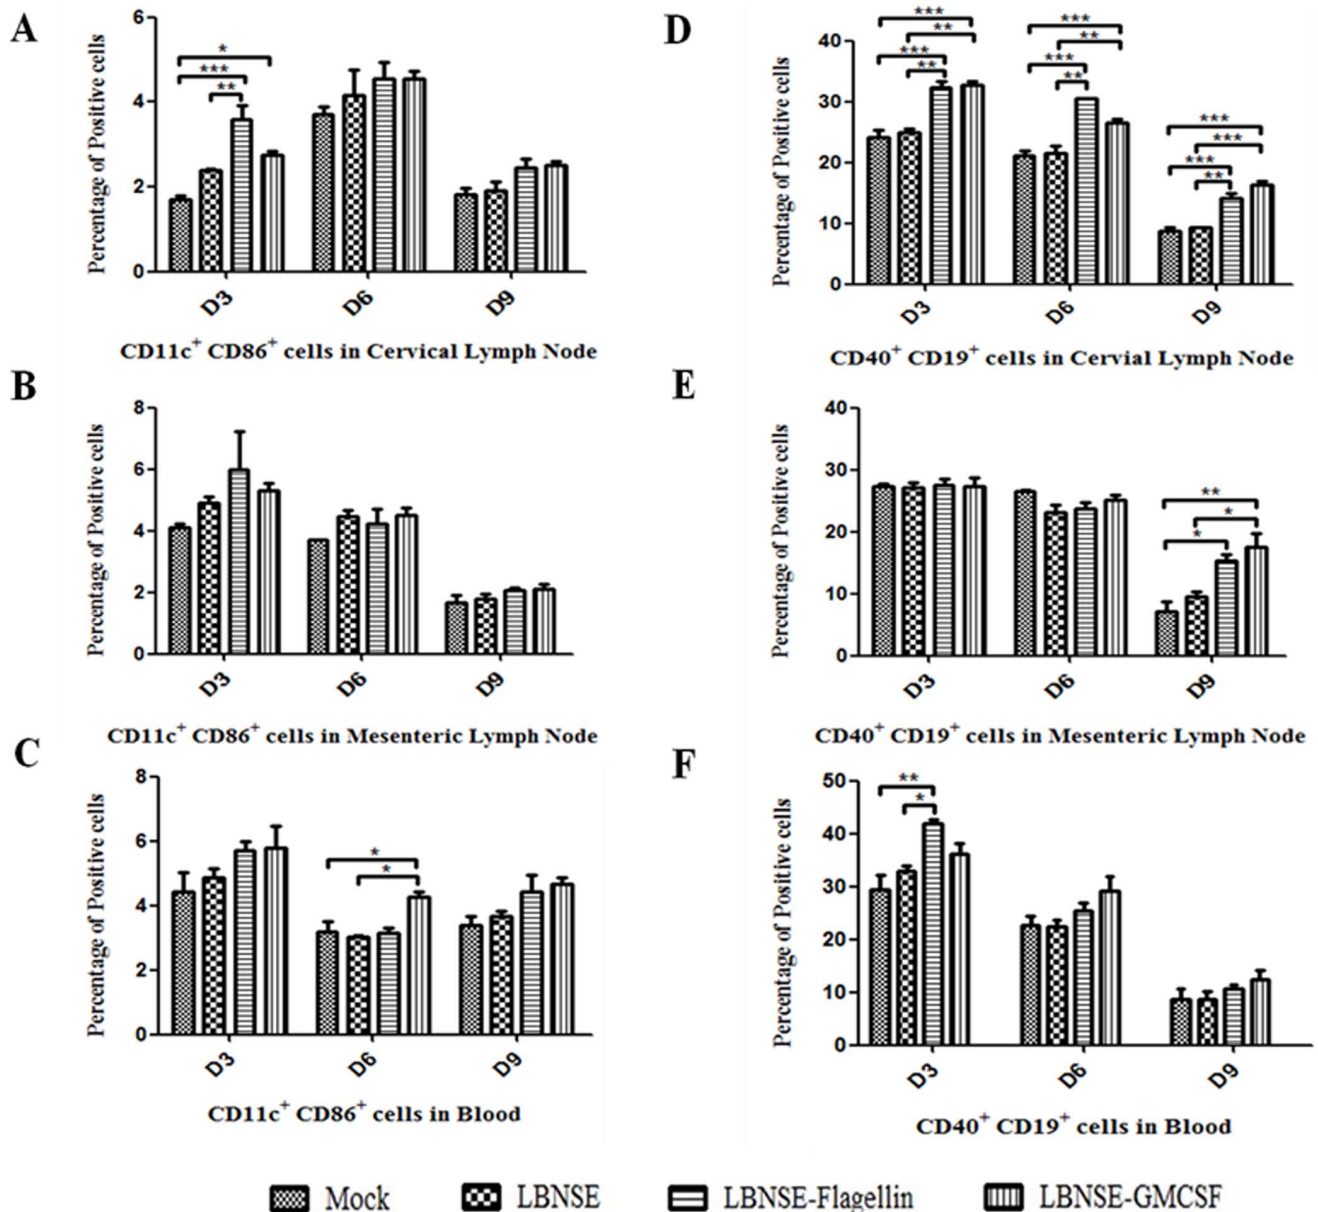 A
Percentage of Positive cells
6
4
2
0
*
***
**
D3
D6
D9
CD11c+ CD86+ cells in Cervical Lymph Node
B
Percentage of Positive cells
8
6
4
2
0
D3
D6
D9
CD11c+ CD86+ cells in Mesenteric Lymph Node
C
Percentage of Positive cells
8
6
4
2
0
*
*
D3
D6
D9
CD11c+ CD86+ cells in Blood
D
Percentage of Positive cells
40
30
20
10
0
***
**
***
**
***
**
***
**
***
***
***
**
D3
D6
D9
CD40+ CD19+ cells in Cervial Lymph Node
E
Percentage of Positive cells
40
30
20
10
0
**
*
*
D3
D6
D9
CD40+ CD19+ cells in Mesenteric Lymph Node
F
Percentage of Positive cells
50
40
30
20
10
0
**
*
D3
D6
D9
CD40+ CD19+ cells in Blood
Mock LBNSE LBNSE-Flagellin LBNSE-GMCSF